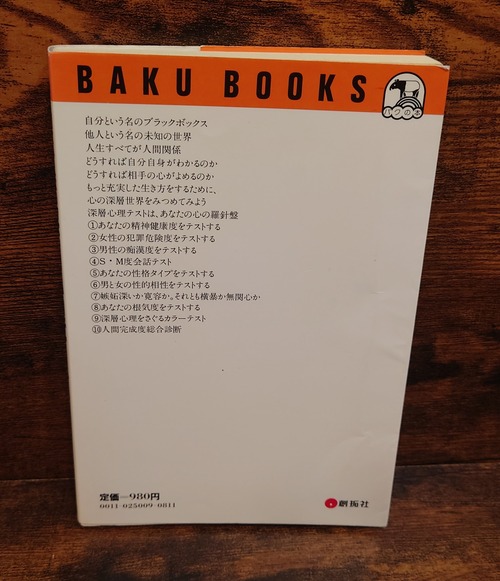 BAKU BOOKS
バクの本
自分という名のブラックボックス
他人という名の未知の世界
人生すべてが人間関係
どうすれば自分自身がわかるのか
どうすれば相手の心がよめるのか
もっと充実した生き方をするために、
心の深層世界をみつめてみよう
深層心理テストは、あなたの心の羅針盤
①あなたの精神健康度をテストする
②女性の犯罪危険度をテストする
③男性の痴漢度をテストする
④S・M度会話テスト
⑤あなたの性格タイプをテストする
⑥男と女の性的相性をテストする
⑦嫉妬深いか寛容か。それとも横暴か無関心か
⑧あなたの根気度をテストする
⑨深層心理をさぐるカラーテスト
⑩人間完成度総合診断
定価=980円
0011-025009-0811
創拓社